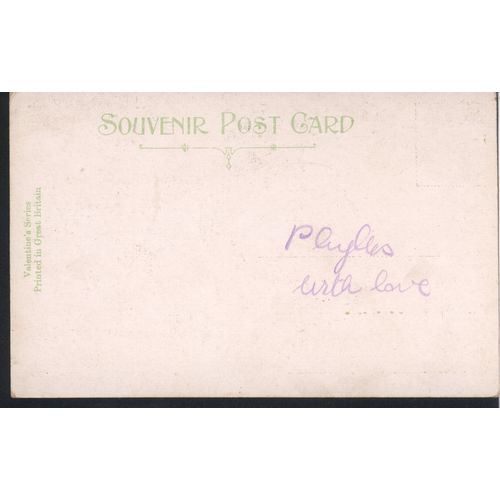 SOUVENIR POST CARD
Valentine's Series
Printed in Great Britain
Phyllis
with love